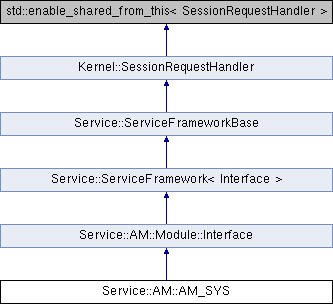 std::enable_shared_from_this< SessionRequestHandler >
Kernel::SessionRequestHandler
Service::ServiceFrameworkBase
Service::ServiceFramework< Interface >
Service::AM::Module::Interface
Service::AM::AM_SYS